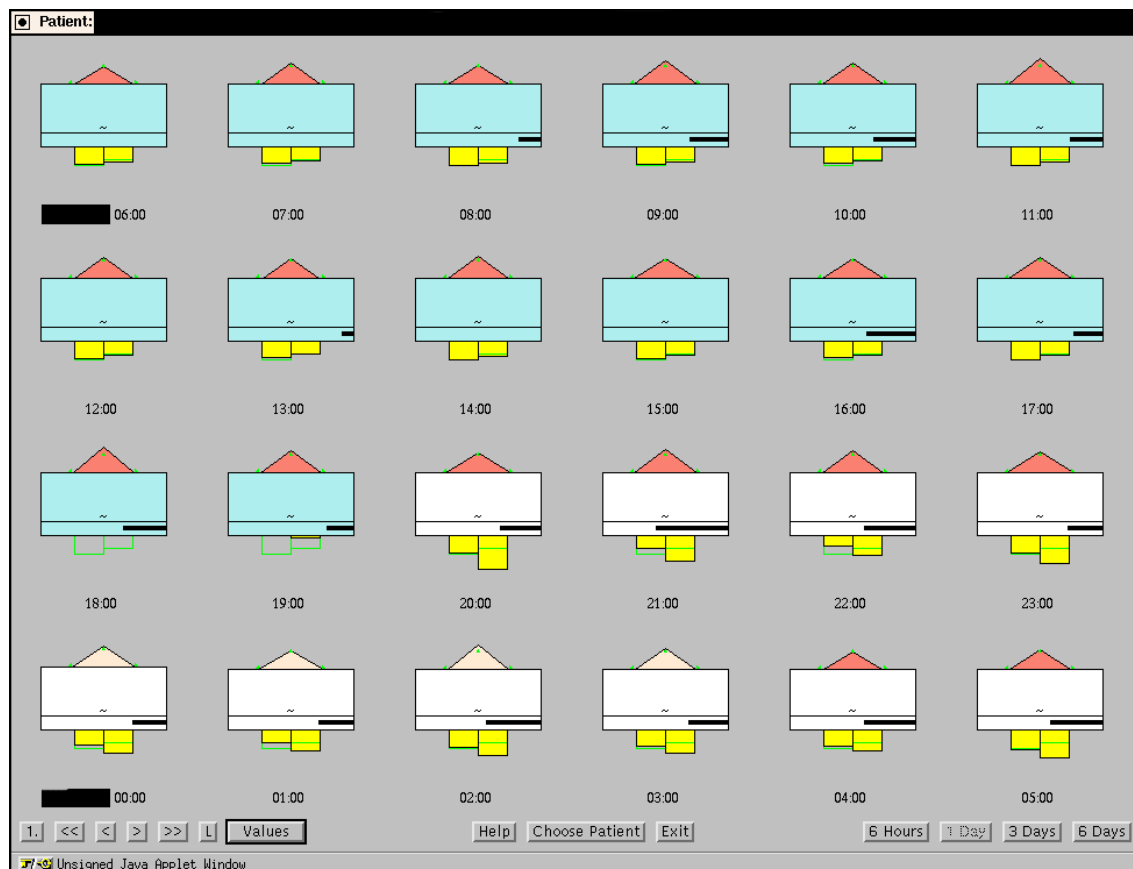 Patient:
~ ~ ~ ~ ~ ~
06:00 07:00 08:00 09:00 10:00 11:00
~ ~ ~ ~ ~ ~
12:00 13:00 14:00 15:00 16:00 17:00
~ ~ ~ ~ ~ ~
18:00 19:00 20:00 21:00 22:00 23:00
~ ~ ~ ~ ~ ~
00:00 01:00 02:00 03:00 04:00 05:00
1. << < > >> L Values Help Choose Patient Exit 6 Hours 1 Day 3 Days 6 Days
Unsigned Java Applet Window